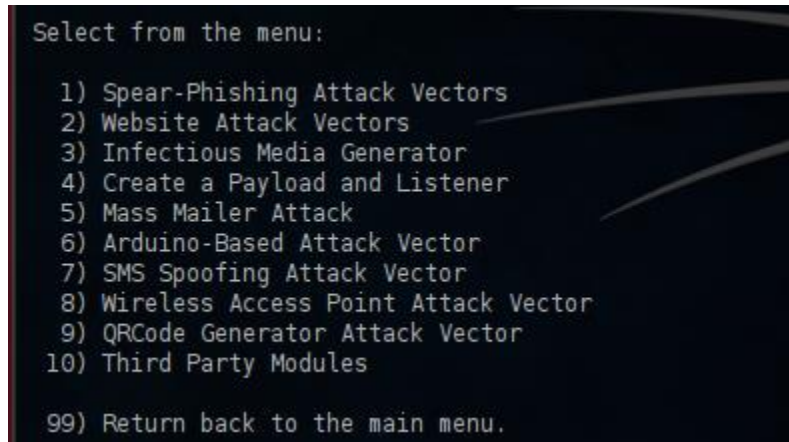 Select from the menu:
1) Spear-Phishing Attack Vectors
2) Website Attack Vectors
3) Infectious Media Generator
4) Create a Payload and Listener
5) Mass Mailer Attack
6) Arduino-Based Attack Vector
7) SMS Spoofing Attack Vector
8) Wireless Access Point Attack Vector
9) QRCode Generator Attack Vector
10) Third Party Modules
99) Return back to the main menu.